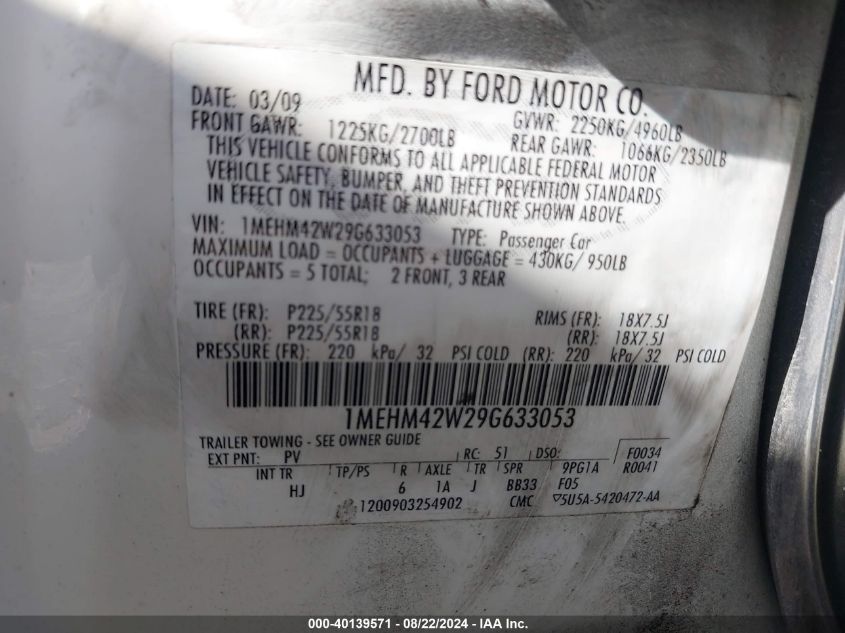 MFD. BY FORD MOTOR CO.
DATE: 03/09 GVWR: 2250KG/4960LB
FRONT GAWR: 1225KG/2700LB REAR GAWR: 1066KG/2350LB
THIS VEHICLE CONFORMS TO ALL APPLICABLE FEDERAL MOTOR
VEHICLE SAFETY, BUMPER, AND THEFT PREVENTION STANDARDS
IN EFFECT ON THE DATE OF MANUFACTURE SHOWN ABOVE.
VIN: 1MEHM42W29G633053 TYPE: Passenger Car
MAXIMUM LOAD = OCCUPANTS + LUGGAGE = 430KG/ 950LB
OCCUPANTS = 5 TOTAL; 2 FRONT, 3 REAR
TIRE (FR): P225/55R18 RIMS (FR): 18X7.5J
(RR): P225/55R18 (RR): 18X7.5J
PRESSURE (FR): 220 kPa/ 32 PSI COLD (RR): 220 kPa/ 32 PSI COLD
1MEHM42W29G633053
TRAILER TOWING - SEE OWNER GUIDE
EXT PNT: PV RC: 51 DSO: F0034
INT TR TP/PS R AXLE TR SPR 9PG1A R0041
HJ 6 1A J BB33 F05
1200903254902 CMC ▽5U5A-5420472-AA
000-40139571 - 08/22/2024 - IAA Inc.